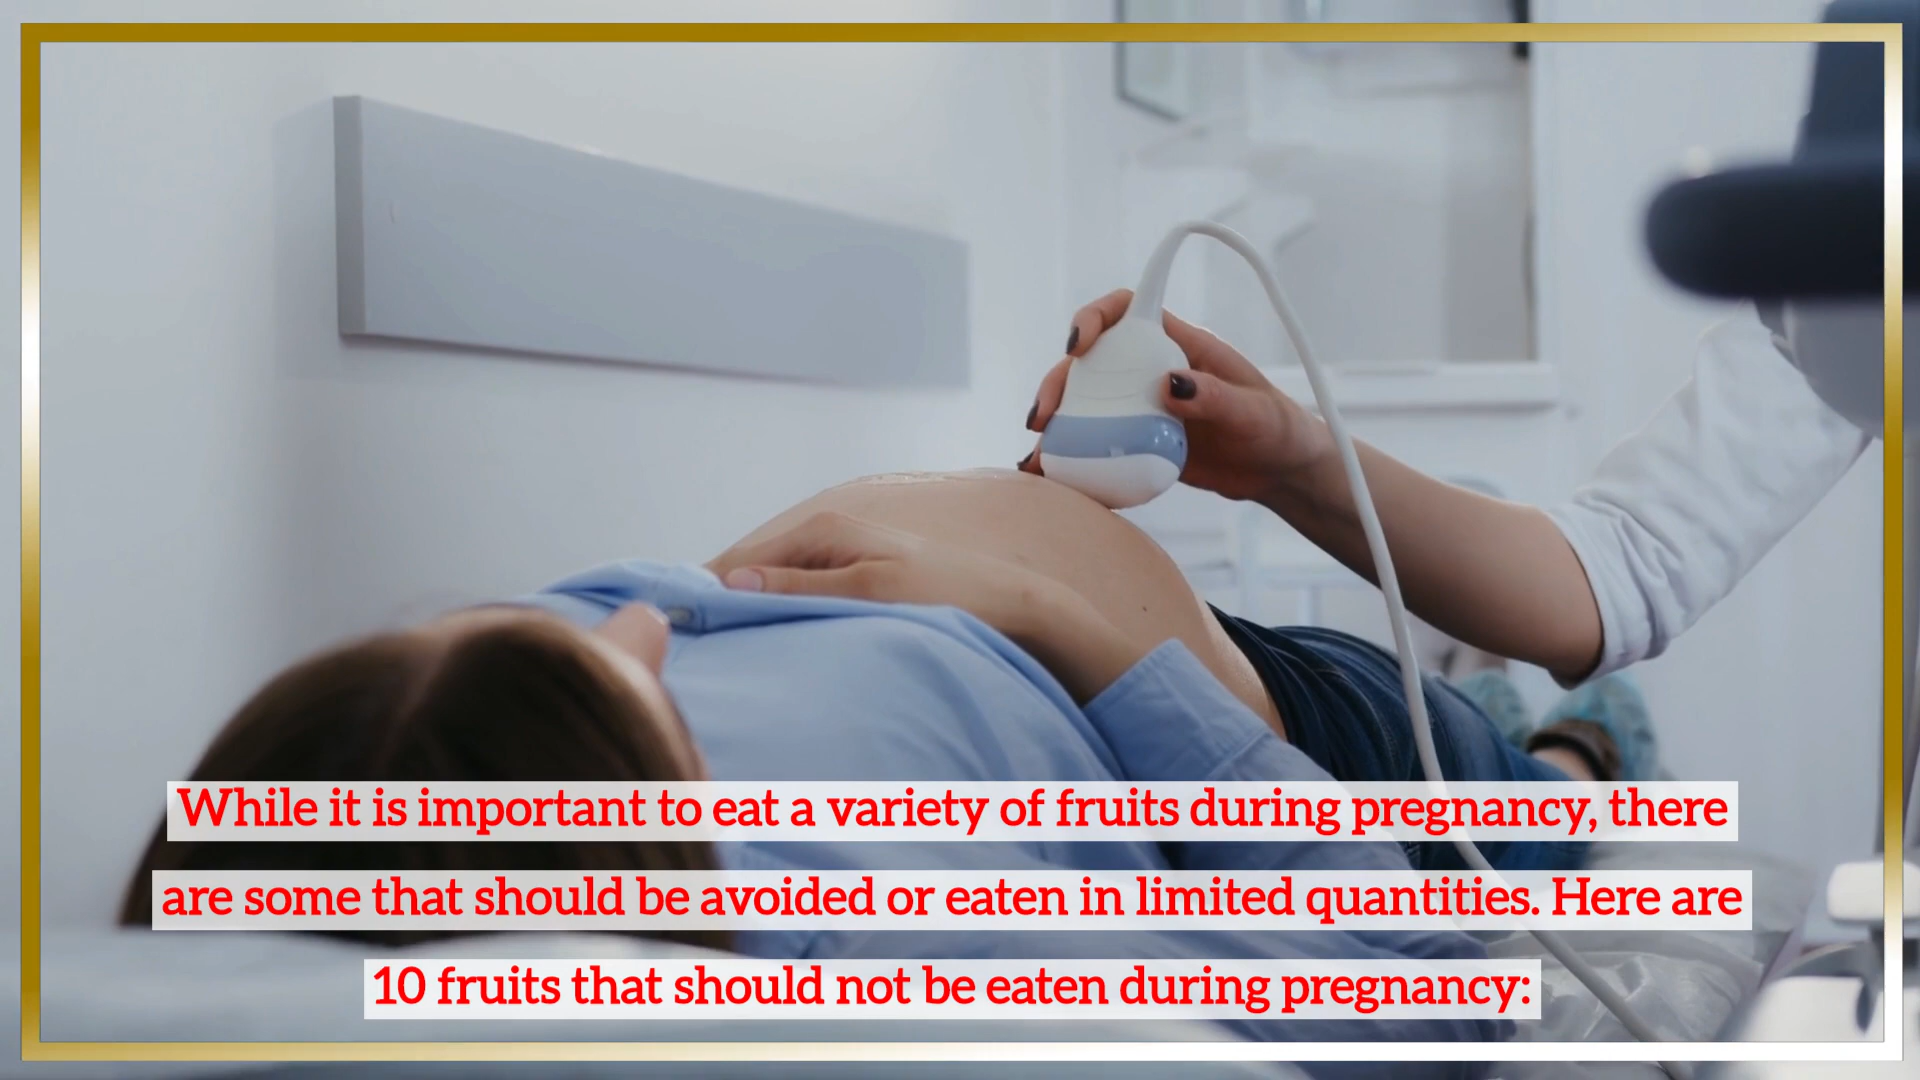 While it is important to eat a variety of fruits during pregnancy, there
are some that should be avoided or eaten in limited quantities. Here are
10 fruits that should not be eaten during pregnancy: